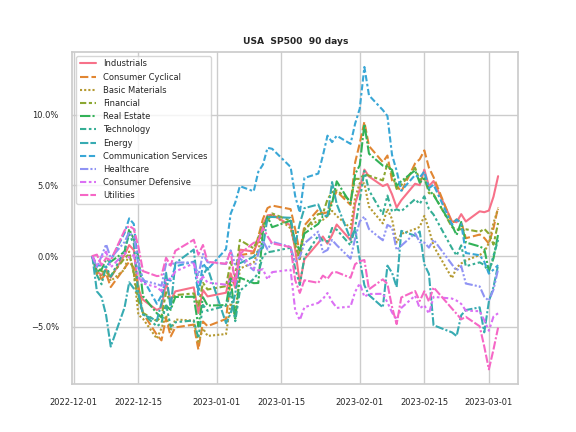 USA SP500 90 days
Industrials
Consumer Cyclical
Basic Materials
Financial
Real Estate
Technology
Energy
Communication Services
Healthcare
Consumer Defensive
Utilities
10.0%
5.0%
0.0%
−5.0%
2022-12-01 2022-12-15 2023-01-01 2023-01-15 2023-02-01 2023-02-15 2023-03-01